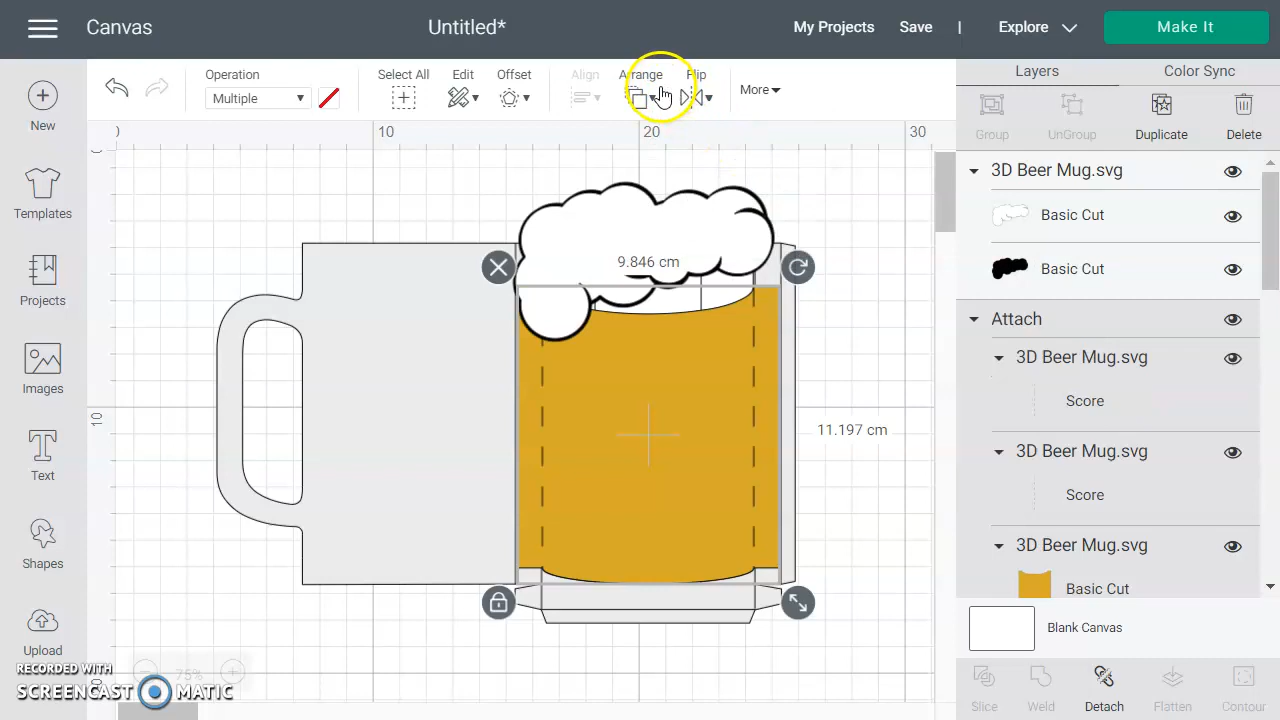 Canvas
Untitled*
My Projects
Save
|
Explore
Make It
New
Templates
Projects
Images
Text
Shapes
Upload
Operation
Multiple
Select All
Edit
Offset
Align
Arrange
Flip
More
0
10
20
30
10
9.846 cm
11.197 cm
75%
RECORDED WITH
SCREENCAST MATIC
Layers
Color Sync
Group
UnGroup
Duplicate
Delete
3D Beer Mug.svg
Basic Cut
Basic Cut
Attach
3D Beer Mug.svg
Score
3D Beer Mug.svg
Score
3D Beer Mug.svg
Basic Cut
Blank Canvas
Slice
Weld
Detach
Flatten
Contour